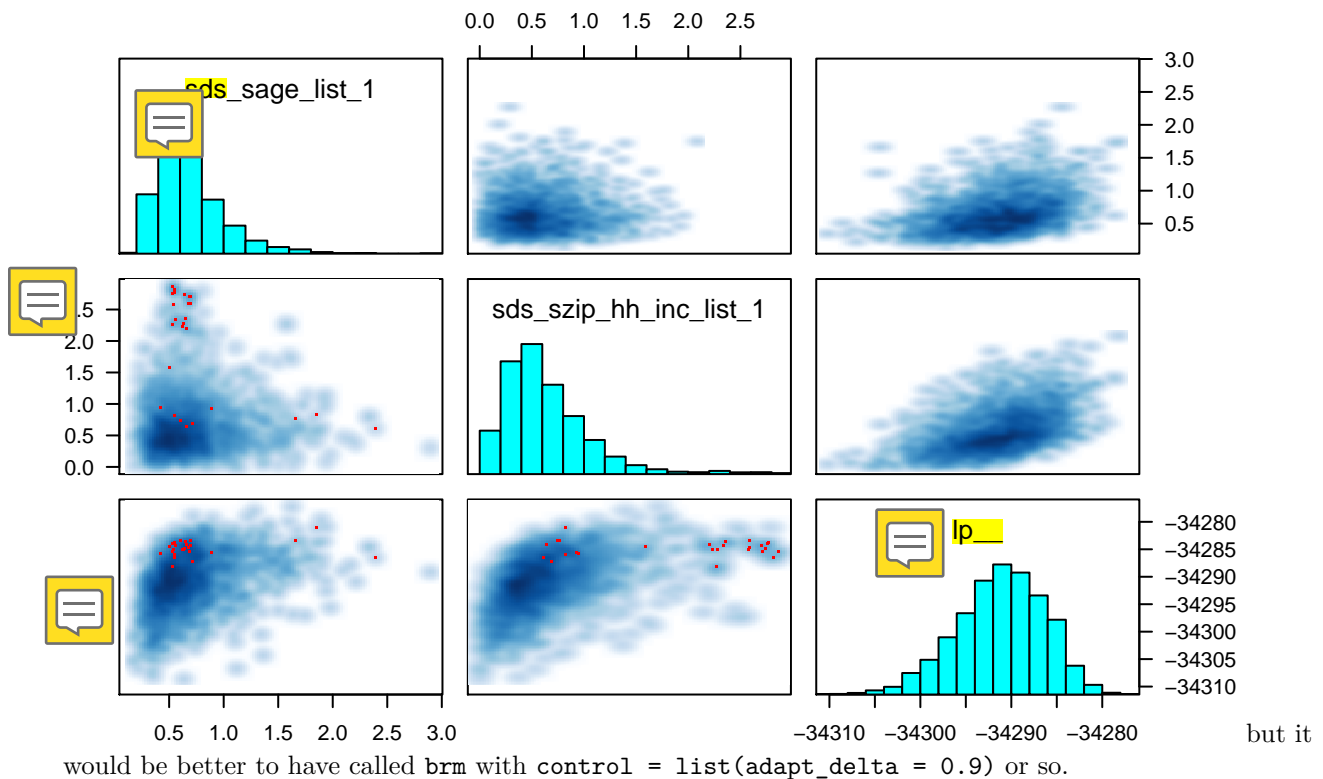 0.0 0.5 1.0 1.5 2.0 2.5
sds_sage_list_1
3.0
2.5
2.0
1.5
1.0
0.5
.5
2.0
1.5
1.0
0.5
0.0
sds_szip_hh_inc_list_1
lp__
−34280
−34285
−34290
−34295
−34300
−34305
−34310
0.5 1.0 1.5 2.0 2.5 3.0
−34310 −34300 −34290 −34280
but it
would be better to have called brm with control = list(adapt_delta = 0.9) or so.